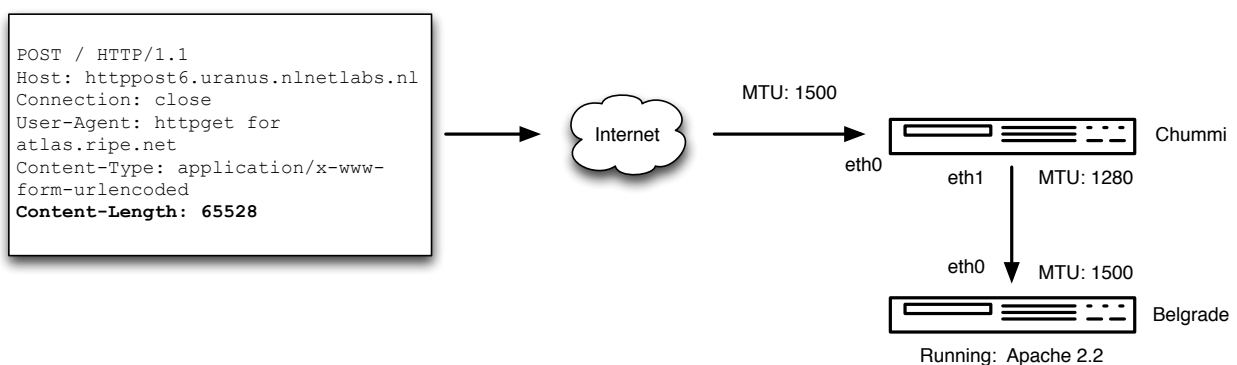 POST / HTTP/1.1
Host: httppost6.uranus.nlnetlabs.nl
Connection: close
User-Agent: httpget for
atlas.ripe.net
Content-Type: application/x-www-
form-urlencoded
Content-Length: 65528
Internet
MTU: 1500
eth0
Chummi
eth1
MTU: 1280
eth0
MTU: 1500
Belgrade
Running: Apache 2.2